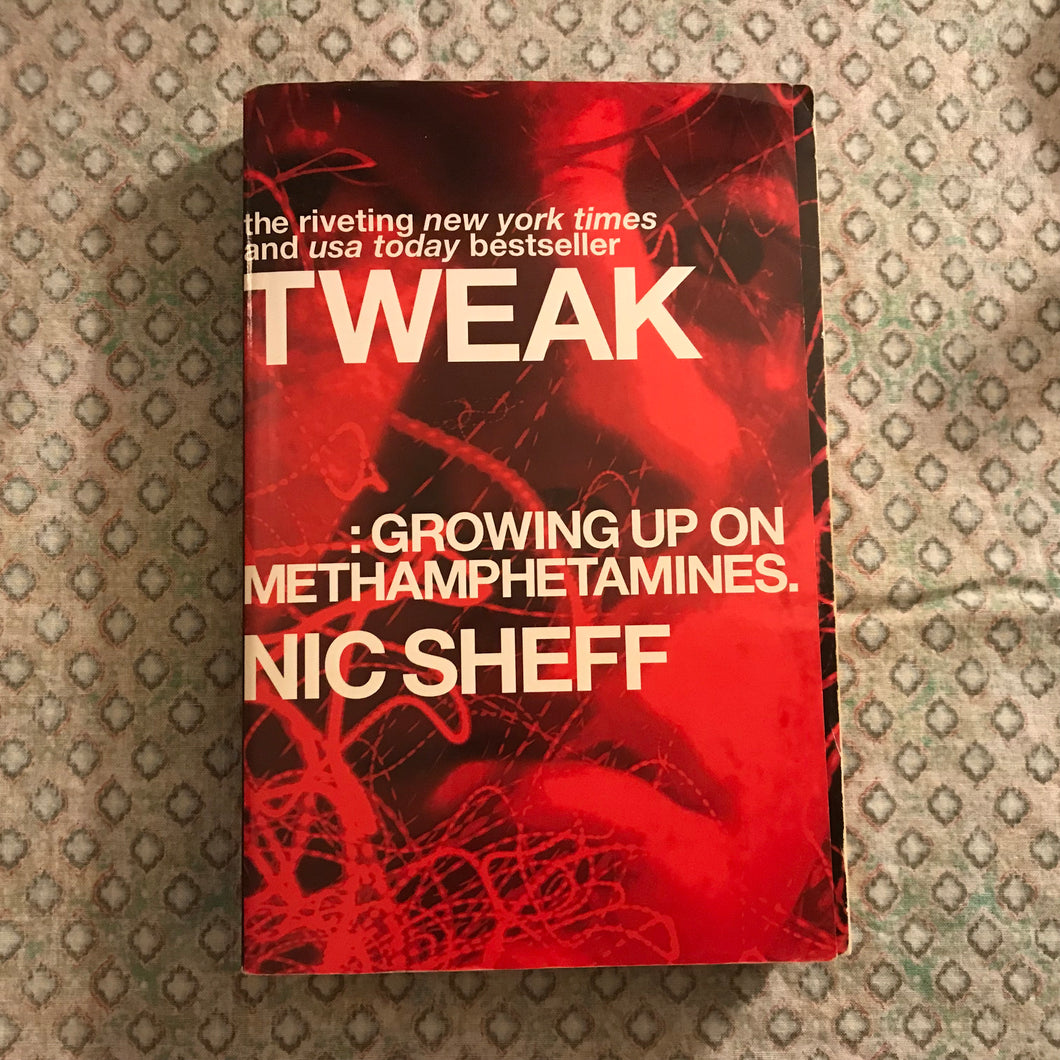 the riveting new york times
and usa today bestseller
TWEAK
: GROWING UP ON
METHAMPHETAMINES.
NIC SHEFF